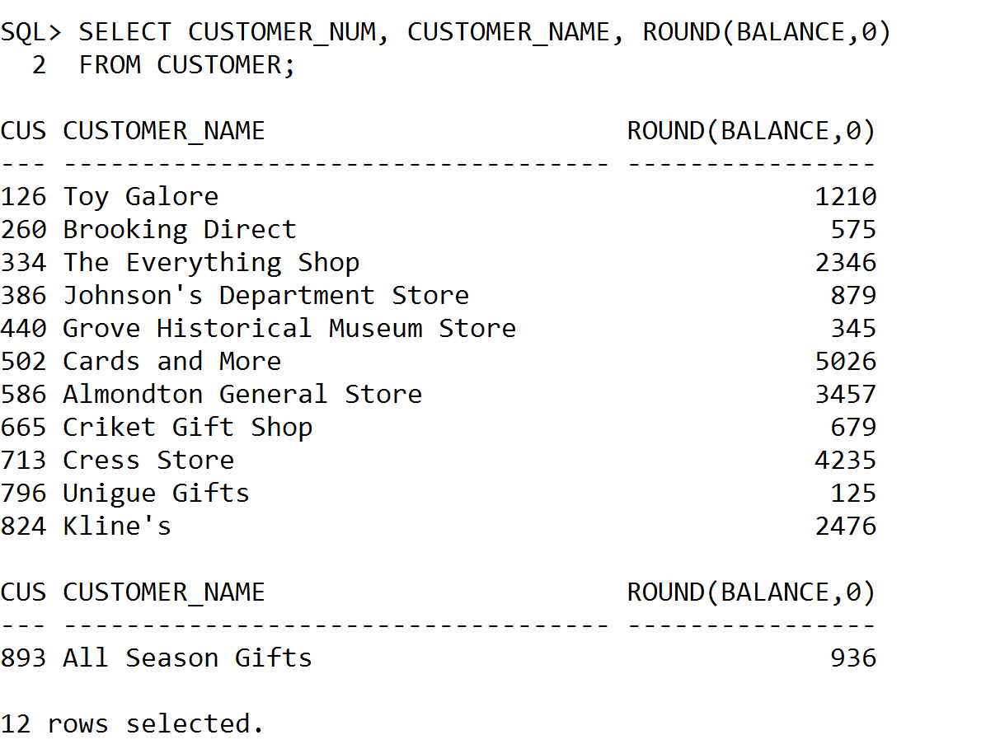 SQL> SELECT CUSTOMER_NUM, CUSTOMER_NAME, ROUND(BALANCE,0)
  2  FROM CUSTOMER;

CUS CUSTOMER_NAME                       ROUND(BALANCE,0)
--- ----------------------------------- ----------------
126 Toy Galore                                      1210
260 Brooking Direct                                  575
334 The Everything Shop                             2346
386 Johnson's Department Store                       879
440 Grove Historical Museum Store                    345
502 Cards and More                                  5026
586 Almondton General Store                         3457
665 Criket Gift Shop                                 679
713 Cress Store                                     4235
796 Unigue Gifts                                     125
824 Kline's                                         2476

CUS CUSTOMER_NAME                       ROUND(BALANCE,0)
--- ----------------------------------- ----------------
893 All Season Gifts                                 936

12 rows selected.